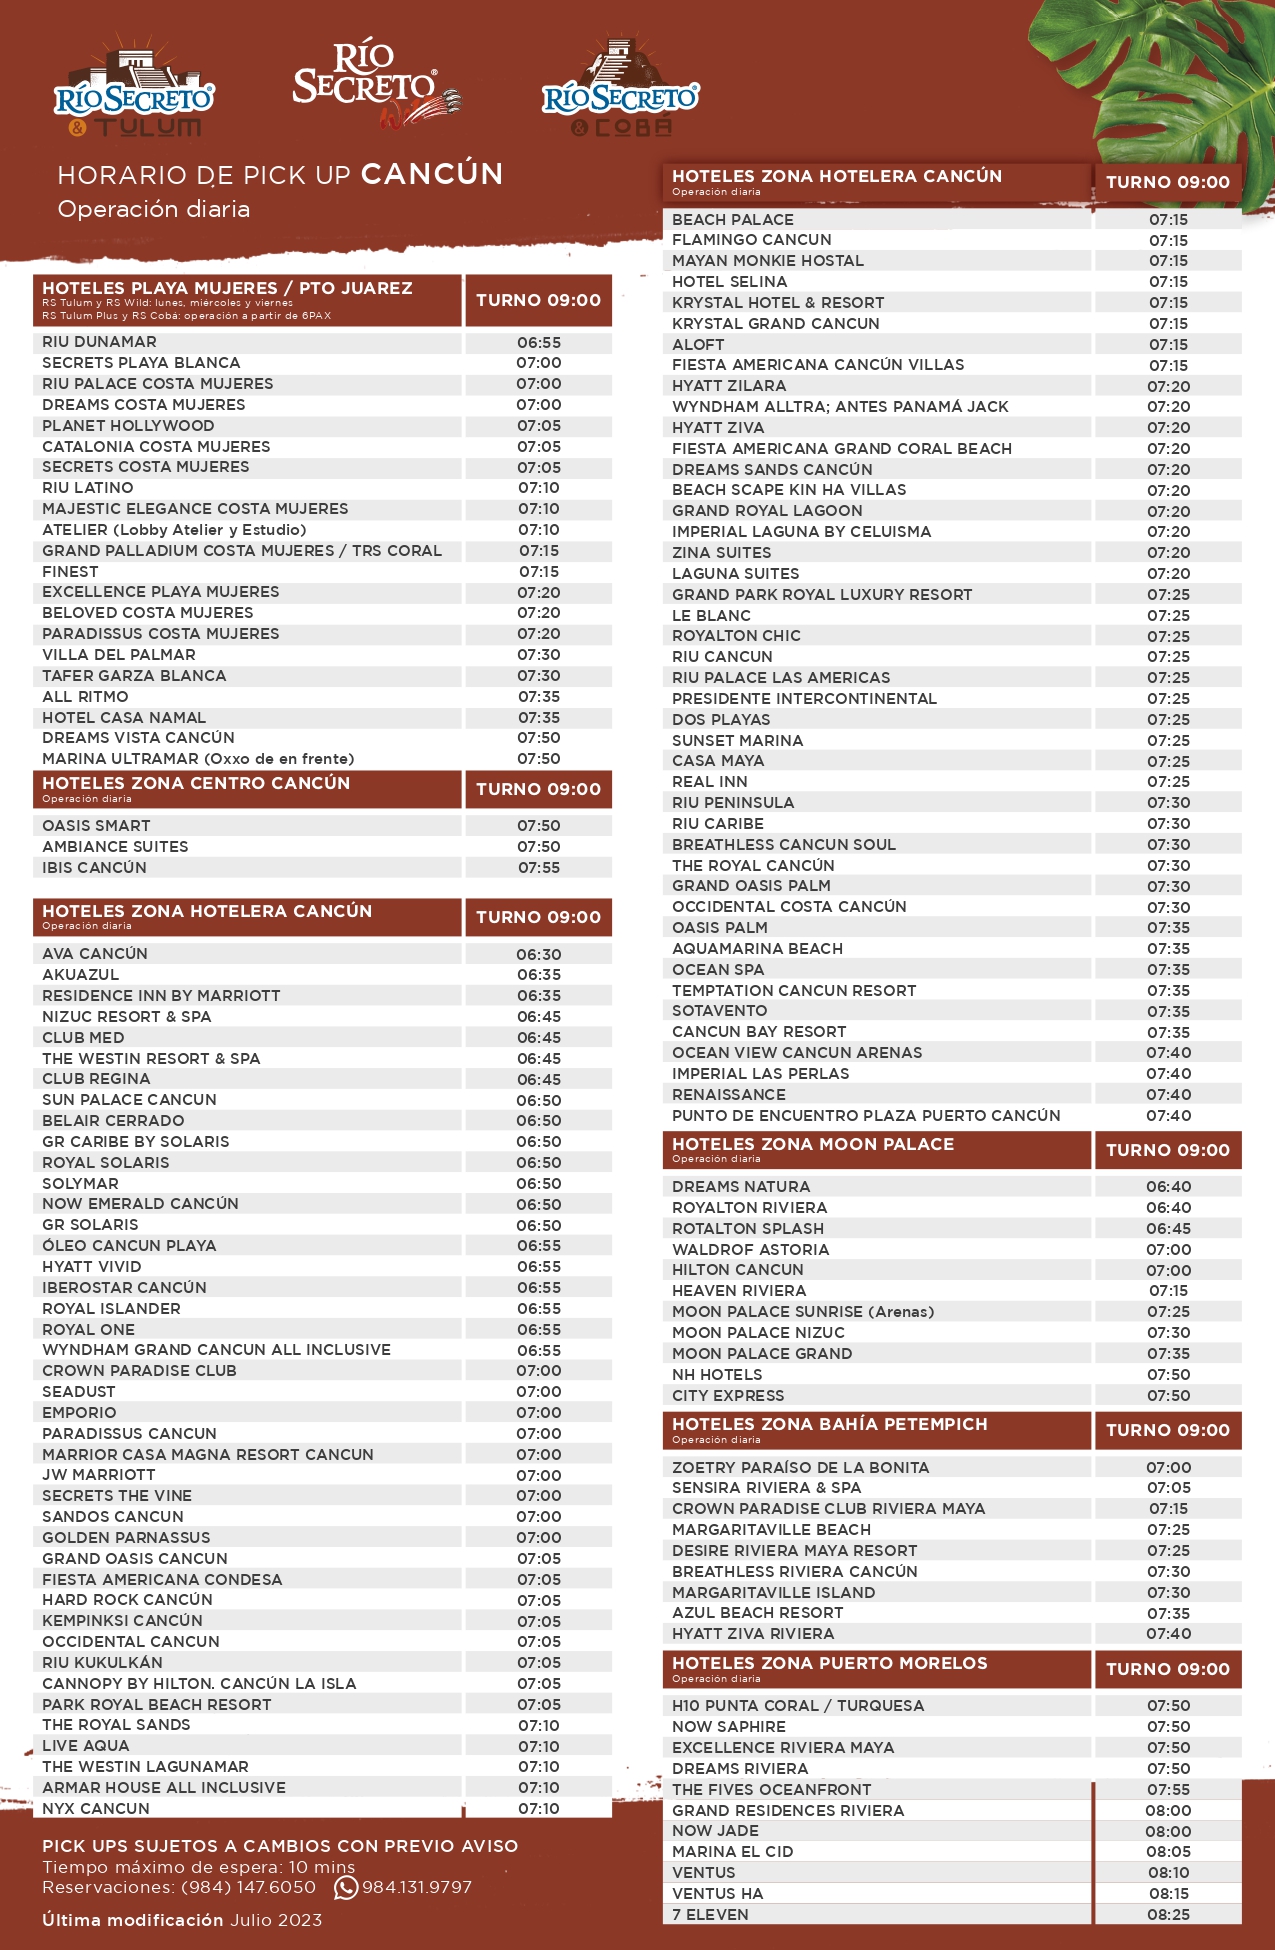 RÍO SECRETO®
& TULUM
RÍO
SECRETO®
RÍO SECRETO®
& COBÁ
HORARIO DE PICK UP CANCÚN
Operación diaria
HOTELES PLAYA MUJERES / PTO JUAREZ TURNO 09:00
RS Tulum y RS Wild: lunes, miércoles y viernes
RS Tulum Plus y RS Cobá: operación a partir de 6PAX
RIU DUNAMAR 06:55
SECRETS PLAYA BLANCA 07:00
RIU PALACE COSTA MUJERES 07:00
DREAMS COSTA MUJERES 07:00
PLANET HOLLYWOOD 07:05
CATALONIA COSTA MUJERES 07:05
SECRETS COSTA MUJERES 07:05
RIU LATINO 07:10
MAJESTIC ELEGANCE COSTA MUJERES 07:10
ATELIER (Lobby Atelier y Estudio) 07:10
GRAND PALLADIUM COSTA MUJERES / TRS CORAL 07:15
FINEST 07:15
EXCELLENCE PLAYA MUJERES 07:20
BELOVED COSTA MUJERES 07:20
PARADISSUS COSTA MUJERES 07:20
VILLA DEL PALMAR 07:30
TAFER GARZA BLANCA 07:30
ALL RITMO 07:35
HOTEL CASA NAMAL 07:35
DREAMS VISTA CANCÚN 07:50
MARINA ULTRAMAR (Oxxo de en frente) 07:50
HOTELES ZONA CENTRO CANCÚN TURNO 09:00
Operación diaria
OASIS SMART 07:50
AMBIANCE SUITES 07:50
IBIS CANCÚN 07:55
HOTELES ZONA HOTELERA CANCÚN TURNO 09:00
Operación diaria
AVA CANCÚN 06:30
AKUAZUL 06:35
RESIDENCE INN BY MARRIOTT 06:35
NIZUC RESORT & SPA 06:45
CLUB MED 06:45
THE WESTIN RESORT & SPA 06:45
CLUB REGINA 06:45
SUN PALACE CANCUN 06:50
BELAIR CERRADO 06:50
GR CARIBE BY SOLARIS 06:50
ROYAL SOLARIS 06:50
SOLYMAR 06:50
NOW EMERALD CANCÚN 06:50
GR SOLARIS 06:50
ÓLEO CANCUN PLAYA 06:55
HYATT VIVID 06:55
IBEROSTAR CANCÚN 06:55
ROYAL ISLANDER 06:55
ROYAL ONE 06:55
WYNDHAM GRAND CANCUN ALL INCLUSIVE 06:55
CROWN PARADISE CLUB 07:00
SEADUST 07:00
EMPORIO 07:00
PARADISSUS CANCUN 07:00
MARRIOR CASA MAGNA RESORT CANCUN 07:00
JW MARRIOTT 07:00
SECRETS THE VINE 07:00
SANDOS CANCUN 07:00
GOLDEN PARNASSUS 07:00
GRAND OASIS CANCUN 07:05
FIESTA AMERICANA CONDESA 07:05
HARD ROCK CANCÚN 07:05
KEMPINKSI CANCÚN 07:05
OCCIDENTAL CANCUN 07:05
RIU KUKULKÁN 07:05
CANNOPY BY HILTON. CANCÚN LA ISLA 07:05
PARK ROYAL BEACH RESORT 07:05
THE ROYAL SANDS 07:10
LIVE AQUA 07:10
THE WESTIN LAGUNAMAR 07:10
ARMAR HOUSE ALL INCLUSIVE 07:10
NYX CANCUN 07:10
PICK UPS SUJETOS A CAMBIOS CON PREVIO AVISO
Tiempo máximo de espera: 10 mins
Reservaciones: (984) 147.6050 984.131.9797
Última modificación Julio 2023
HOTELES ZONA HOTELERA CANCÚN TURNO 09:00
Operación diaria
BEACH PALACE 07:15
FLAMINGO CANCUN 07:15
MAYAN MONKIE HOSTAL 07:15
HOTEL SELINA 07:15
KRYSTAL HOTEL & RESORT 07:15
KRYSTAL GRAND CANCUN 07:15
ALOFT 07:15
FIESTA AMERICANA CANCÚN VILLAS 07:15
HYATT ZILARA 07:20
WYNDHAM ALLTRA; ANTES PANAMÁ JACK 07:20
HYATT ZIVA 07:20
FIESTA AMERICANA GRAND CORAL BEACH 07:20
DREAMS SANDS CANCÚN 07:20
BEACH SCAPE KIN HA VILLAS 07:20
GRAND ROYAL LAGOON 07:20
IMPERIAL LAGUNA BY CELUISMA 07:20
ZINA SUITES 07:20
LAGUNA SUITES 07:20
GRAND PARK ROYAL LUXURY RESORT 07:25
LE BLANC 07:25
ROYALTON CHIC 07:25
RIU CANCUN 07:25
RIU PALACE LAS AMERICAS 07:25
PRESIDENTE INTERCONTINENTAL 07:25
DOS PLAYAS 07:25
SUNSET MARINA 07:25
CASA MAYA 07:25
REAL INN 07:25
RIU PENINSULA 07:30
RIU CARIBE 07:30
BREATHLESS CANCUN SOUL 07:30
THE ROYAL CANCÚN 07:30
GRAND OASIS PALM 07:30
OCCIDENTAL COSTA CANCÚN 07:30
OASIS PALM 07:35
AQUAMARINA BEACH 07:35
OCEAN SPA 07:35
TEMPTATION CANCUN RESORT 07:35
SOTAVENTO 07:35
CANCUN BAY RESORT 07:35
OCEAN VIEW CANCUN ARENAS 07:40
IMPERIAL LAS PERLAS 07:40
RENAISSANCE 07:40
PUNTO DE ENCUENTRO PLAZA PUERTO CANCÚN 07:40
HOTELES ZONA MOON PALACE TURNO 09:00
Operación diaria
DREAMS NATURA 06:40
ROYALTON RIVIERA 06:40
ROTALTON SPLASH 06:45
WALDROF ASTORIA 07:00
HILTON CANCUN 07:00
HEAVEN RIVIERA 07:15
MOON PALACE SUNRISE (Arenas) 07:25
MOON PALACE NIZUC 07:30
MOON PALACE GRAND 07:35
NH HOTELS 07:50
CITY EXPRESS 07:50
HOTELES ZONA BAHÍA PETEMPICH TURNO 09:00
Operación diaria
ZOETRY PARAÍSO DE LA BONITA 07:00
SENSIRA RIVIERA & SPA 07:05
CROWN PARADISE CLUB RIVIERA MAYA 07:15
MARGARITAVILLE BEACH 07:25
DESIRE RIVIERA MAYA RESORT 07:25
BREATHLESS RIVIERA CANCÚN 07:30
MARGARITAVILLE ISLAND 07:30
AZUL BEACH RESORT 07:35
HYATT ZIVA RIVIERA 07:40
HOTELES ZONA PUERTO MORELOS TURNO 09:00
Operación diaria
H10 PUNTA CORAL / TURQUESA 07:50
NOW SAPHIRE 07:50
EXCELLENCE RIVIERA MAYA 07:50
DREAMS RIVIERA 07:50
THE FIVES OCEANFRONT 07:55
GRAND RESIDENCES RIVIERA 08:00
NOW JADE 08:00
MARINA EL CID 08:05
VENTUS 08:10
VENTUS HA 08:15
7 ELEVEN 08:25